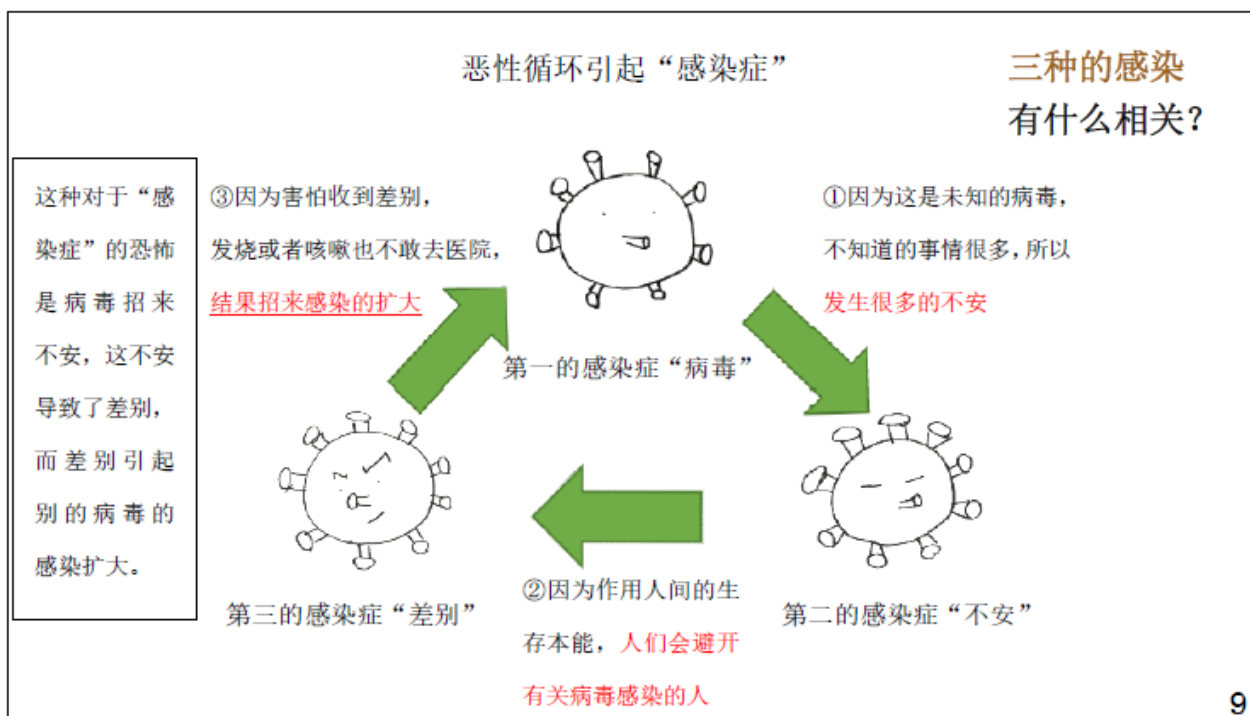 恶性循环引起“感染症”
三种的感染
有什么相关？
这种对于“感
染症”的恐怖
是病毒招来
不安，这不安
导致了差别，
而差别引起
别的病毒的
感染扩大。
③因为害怕收到差别，
发烧或者咳嗽也不敢去医院，
结果招来感染的扩大
①因为这是未知的病毒，
不知道的事情很多，所以
发生很多的不安
第一的感染症“病毒”
第三的感染症“差别”
②因为作用人间的生
存本能，人们会避开
有关病毒感染的人
第二的感染症“不安”
9